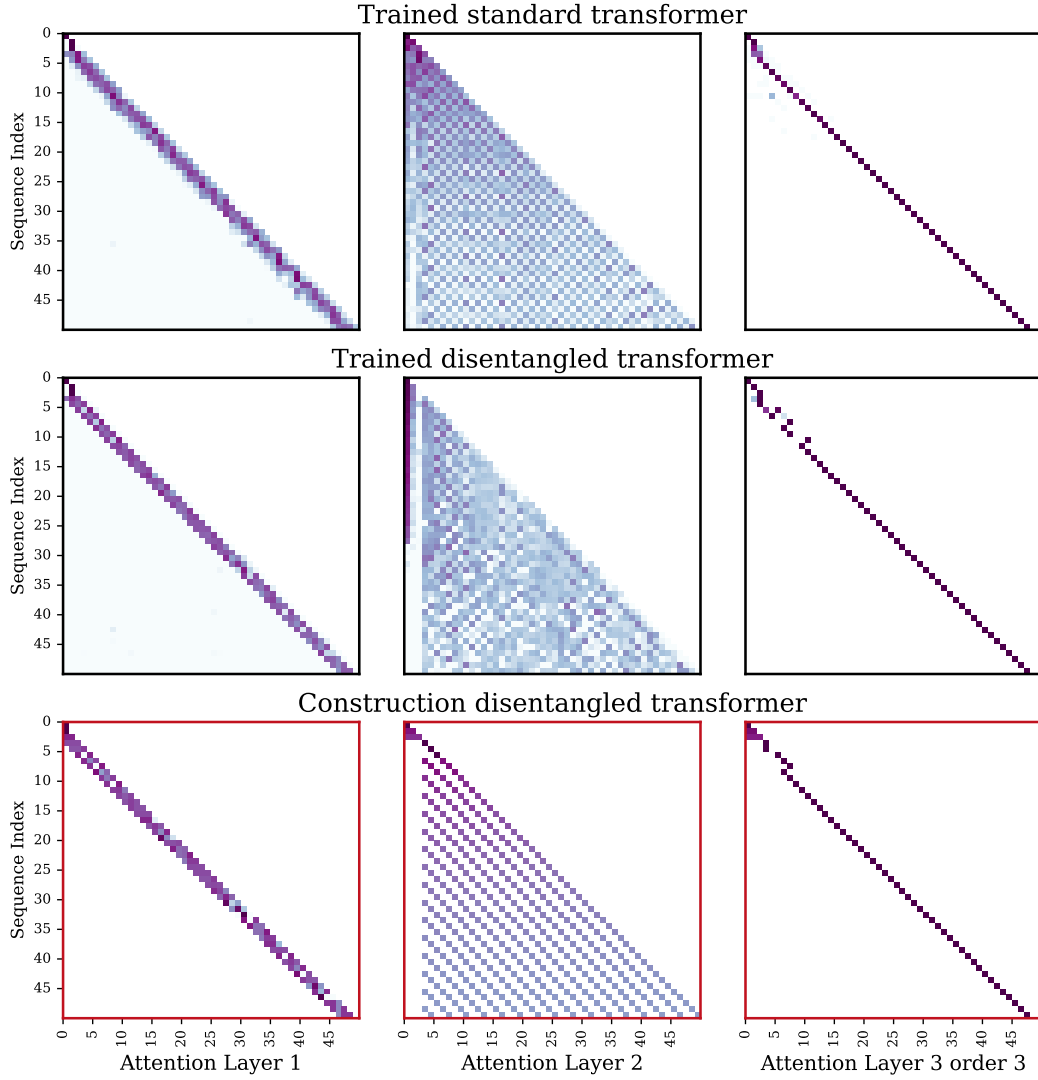 Trained standard transformer
0
5
10
15
20
25
30
35
40
45
Sequence Index
Trained disentangled transformer
0
5
10
15
20
25
30
35
40
45
Sequence Index
Construction disentangled transformer
0
5
10
15
20
25
30
35
40
45
Sequence Index
0 5 10 15 20 25 30 35 40 45
0 5 10 15 20 25 30 35 40 45
0 5 10 15 20 25 30 35 40 45
Attention Layer 1
Attention Layer 2
Attention Layer 3 order 3